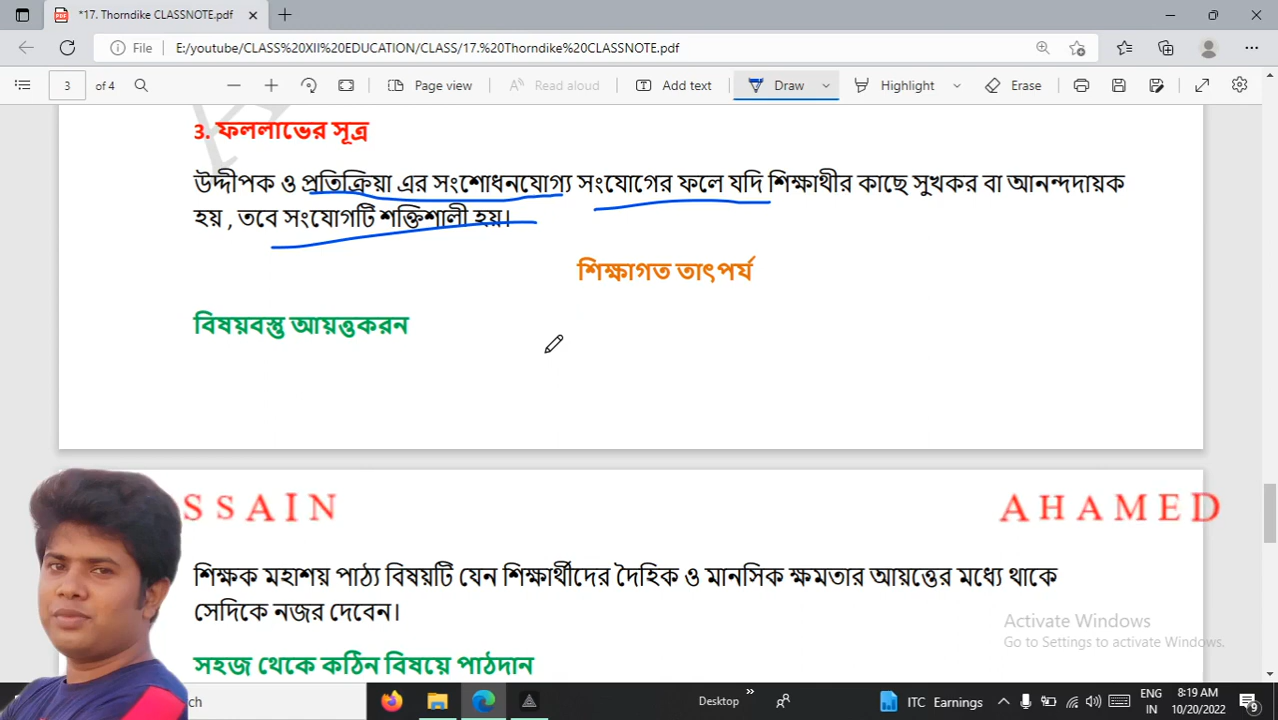 *17. Thorndike CLASSNOTE.pdf
File E:/youtube/CLASS%20XII%20EDUCATION/CLASS/17.%20Thorndike%20CLASSNOTE.pdf
3 of 4 Page view Read aloud Add text Draw Highlight Erase
3. ফললাভের সূত্র
উদ্দীপক ও প্রতিক্রিয়া এর সংশোধনযোগ্য সংযোগের ফলে যদি শিক্ষার্থীর কাছে সুখকর বা আনন্দদায়ক
হয় , তবে সংযোগটি শক্তিশালী হয়।
শিক্ষাগত তাৎপর্য
বিষয়বস্তু আয়ত্তকরন
SSAIN AHAMED
শিক্ষক মহাশয় পাঠ্য বিষয়টি যেন শিক্ষার্থীদের দৈহিক ও মানসিক ক্ষমতার আয়ত্তের মধ্যে থাকে
সেদিকে নজর দেবেন।
Activate Windows
Go to Settings to activate Windows.
সহজ থেকে কঠিন বিষয়ে পাঠদান
rch Desktop ITC Earnings ENG 8:19 AM
IN 10/20/2022 9